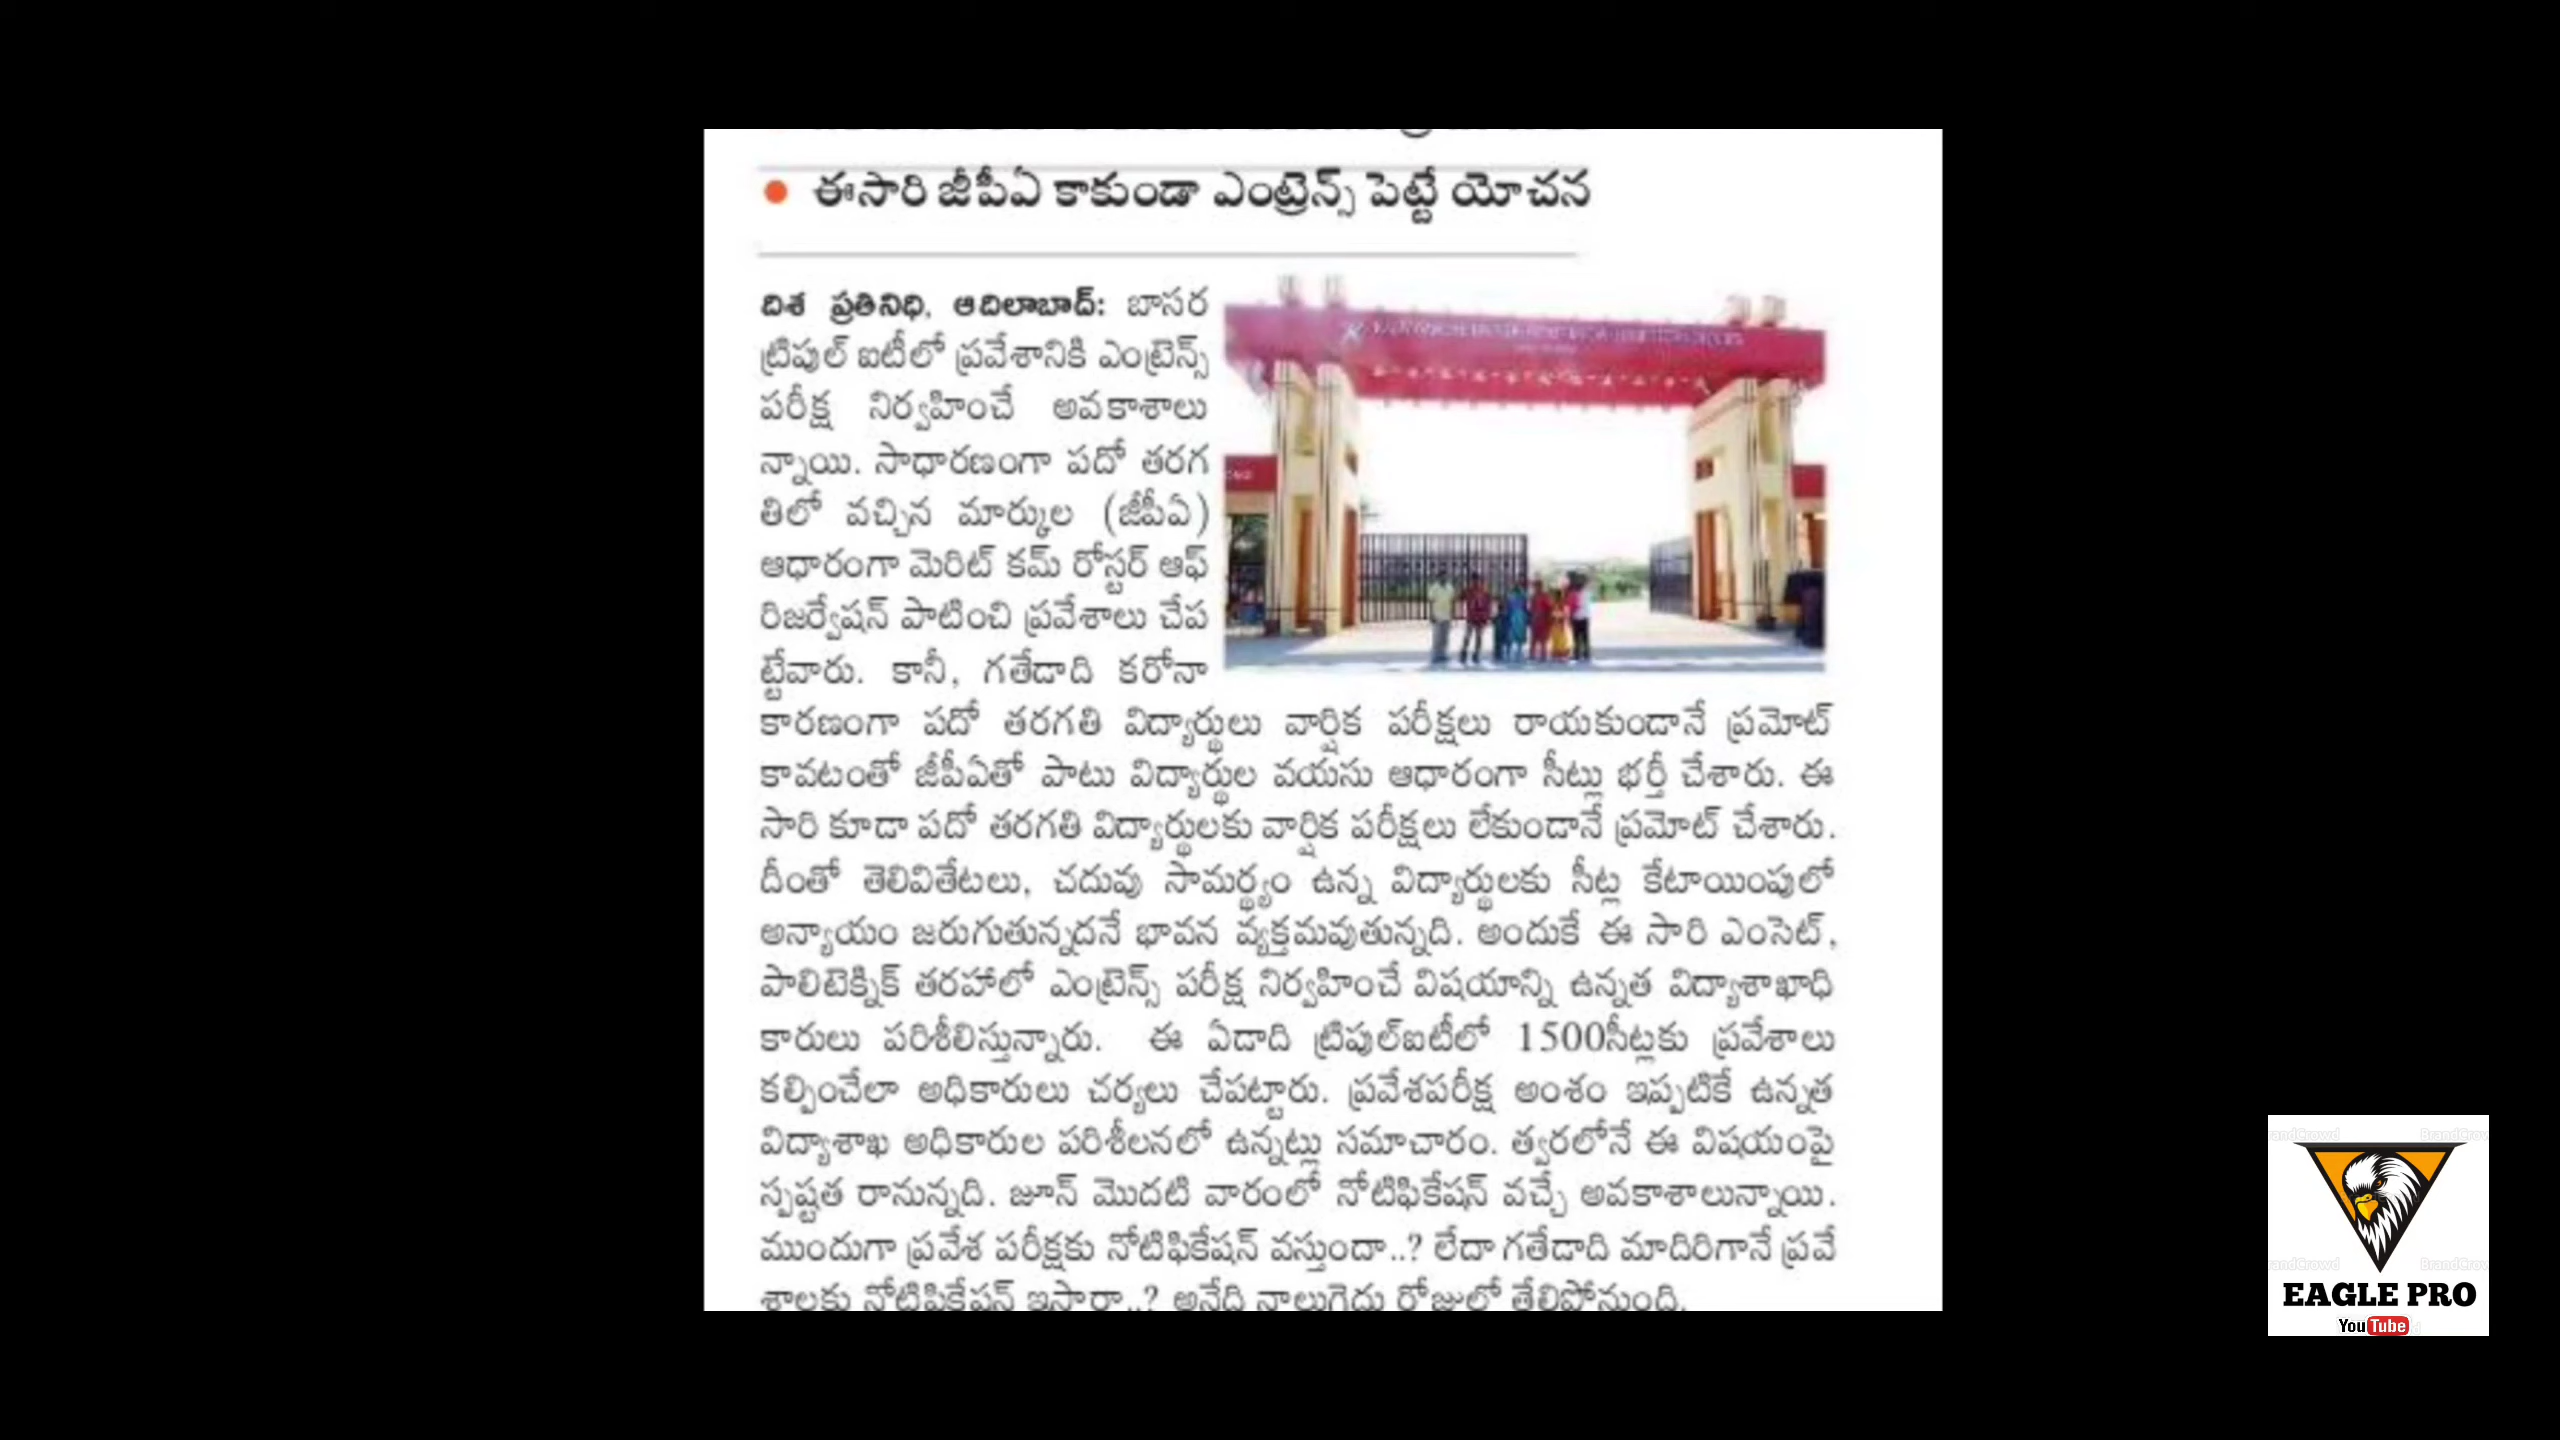 ఈసారి జీపీఏ కాకుండా ఎంట్రెన్స్ పెట్టే యోచన
దిశ ప్రతినిధి, ఆదిలాబాద్: బాసర
ట్రిపుల్ ఐటీలో ప్రవేశానికి ఎంట్రెన్స్
పరీక్ష నిర్వహించే అవకాశాలు
న్నాయి. సాధారణంగా పదో తరగ
తిలో వచ్చిన మార్కుల (జీపీఏ)
ఆధారంగా మెరిట్ కమ్ రోస్టర్ ఆఫ్
రిజర్వేషన్ పాటించి ప్రవేశాలు చేప
ట్టేవారు. కానీ, గతేడాది కరోనా
కారణంగా పదో తరగతి విద్యార్థులు వార్షిక పరీక్షలు రాయకుండానే ప్రమోట్
కావటంతో జీపీఏతో పాటు విద్యార్థుల వయసు ఆధారంగా సీట్లు భర్తీ చేశారు. ఈ
సారి కూడా పదో తరగతి విద్యార్థులకు వార్షిక పరీక్షలు లేకుండానే ప్రమోట్ చేశారు.
దీంతో తెలివితేటలు, చదువు సామర్థ్యం ఉన్న విద్యార్థులకు సీట్ల కేటాయింపులో
అన్యాయం జరుగుతున్నదనే భావన వ్యక్తమవుతున్నది. అందుకే ఈ సారి ఎంసెట్,
పాలిటెక్నిక్ తరహాలో ఎంట్రెన్స్ పరీక్ష నిర్వహించే విషయాన్ని ఉన్నత విద్యాశాఖాధి
కారులు పరిశీలిస్తున్నారు. ఈ ఏడాది ట్రిపుల్ఐటీలో 1500సీట్లకు ప్రవేశాలు
కల్పించేలా అధికారులు చర్యలు చేపట్టారు. ప్రవేశపరీక్ష అంశం ఇప్పటికే ఉన్నత
విద్యాశాఖ అధికారుల పరిశీలనలో ఉన్నట్లు సమాచారం. త్వరలోనే ఈ విషయంపై
స్పష్టత రానున్నది. జూన్ మొదటి వారంలో నోటిఫికేషన్ వచ్చే అవకాశాలున్నాయి.
ముందుగా ప్రవేశ పరీక్షకు నోటిఫికేషన్ వస్తుందా..? లేదా గతేడాది మాదిరిగానే ప్రవే
శాలకు నోటిఫికేషన్ ఇస్తారా..? అనేది నాలుగైదు రోజుల్లో తేలిపోనుంది.
BrandCrowd
EAGLE PRO
YouTube